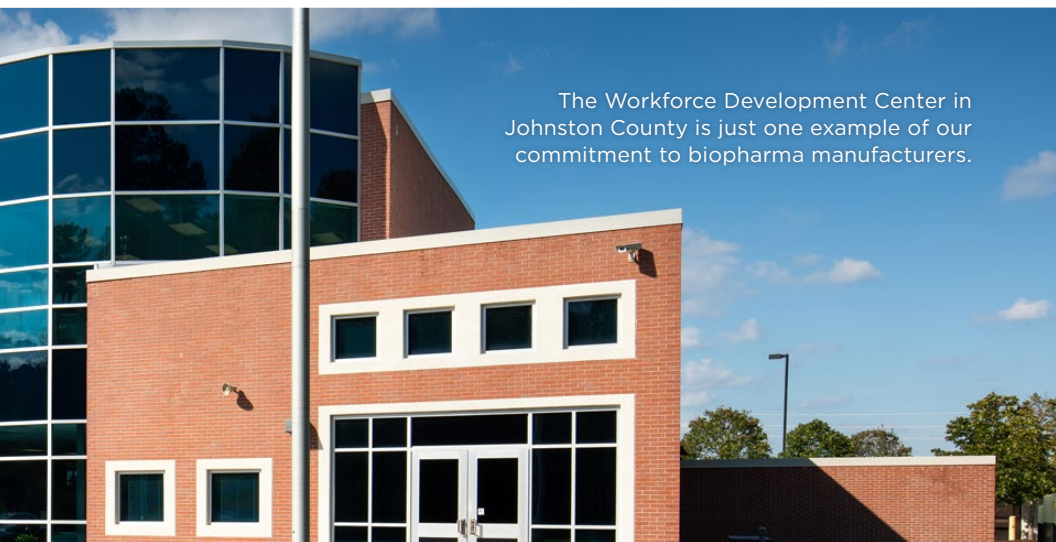 The Workforce Development Center in
Johnston County is just one example of our
commitment to biopharma manufacturers.